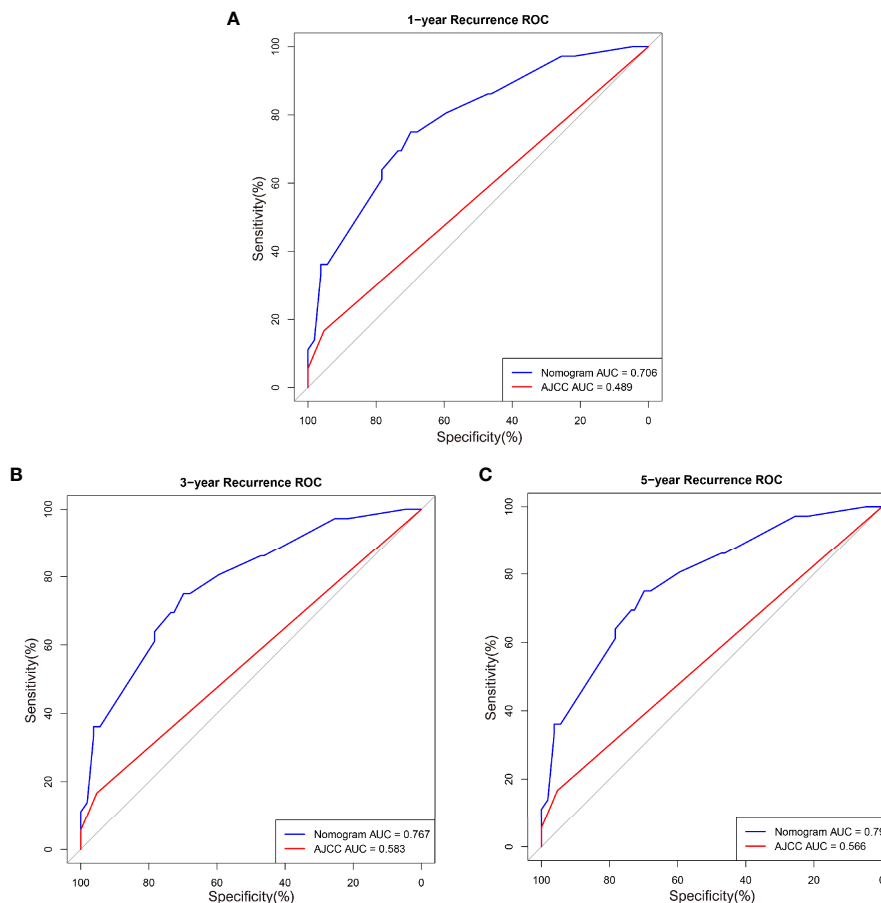 A
1−year Recurrence ROC
Sensitivity(%)
100
80
60
40
20
0
Nomogram AUC = 0.706
AJCC AUC = 0.489
100 80 60 40 20 0
Specificity(%)
B
3−year Recurrence ROC
Sensitivity(%)
100
80
60
40
20
0
Nomogram AUC = 0.767
AJCC AUC = 0.583
100 80 60 40 20 0
Specificity(%)
C
5−year Recurrence ROC
Sensitivity(%)
100
80
60
40
20
0
Nomogram AUC =
AJCC AUC = 0.566
100 80 60 40 20
Specificity(%)